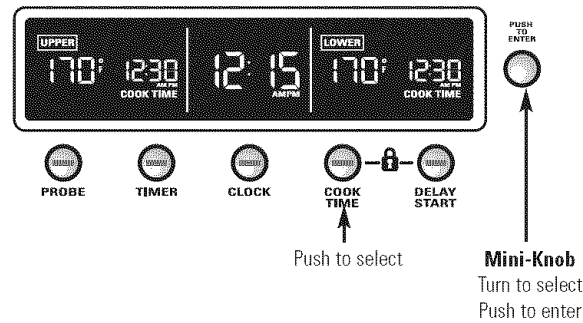 PUSH
TO
ENTER
UPPER
170°F 12:30
AM PM
COOK TIME
12:15
AM PM
LOWER
170°F 12:30
AM PM
COOK TIME
PROBE
TIMER
CLOCK
COOK
TIME
DELAY
START
Push to select
Mini-Knob
Turn to select
Push to enter